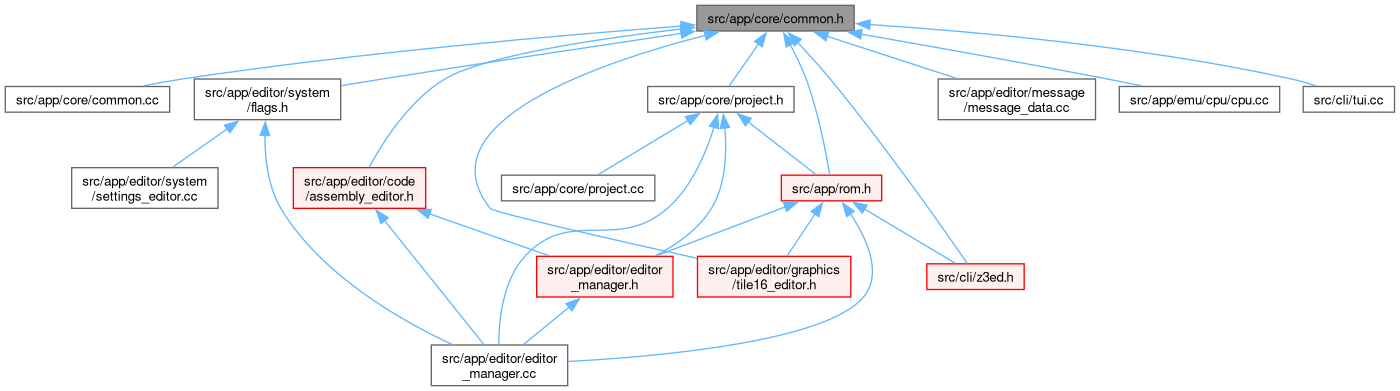 src/app/core/common.h
src/app/core/common.cc
src/app/editor/system
/flags.h
src/app/core/project.h
src/app/editor/message
/message_data.cc
src/app/emu/cpu/cpu.cc
src/cli/tui.cc
src/app/editor/system
/settings_editor.cc
src/app/editor/code
/assembly_editor.h
src/app/core/project.cc
src/app/rom.h
src/app/editor/editor
_manager.h
src/app/editor/graphics
/tile16_editor.h
src/cli/z3ed.h
src/app/editor/editor
_manager.cc